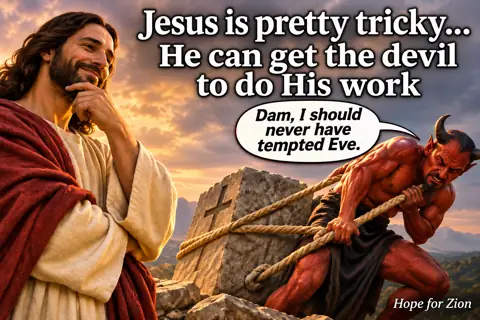 Jesus is pretty tricky...
He can get the devil
to do His work
Dam, I should
never have
tempted Eve.
Hope for Zion